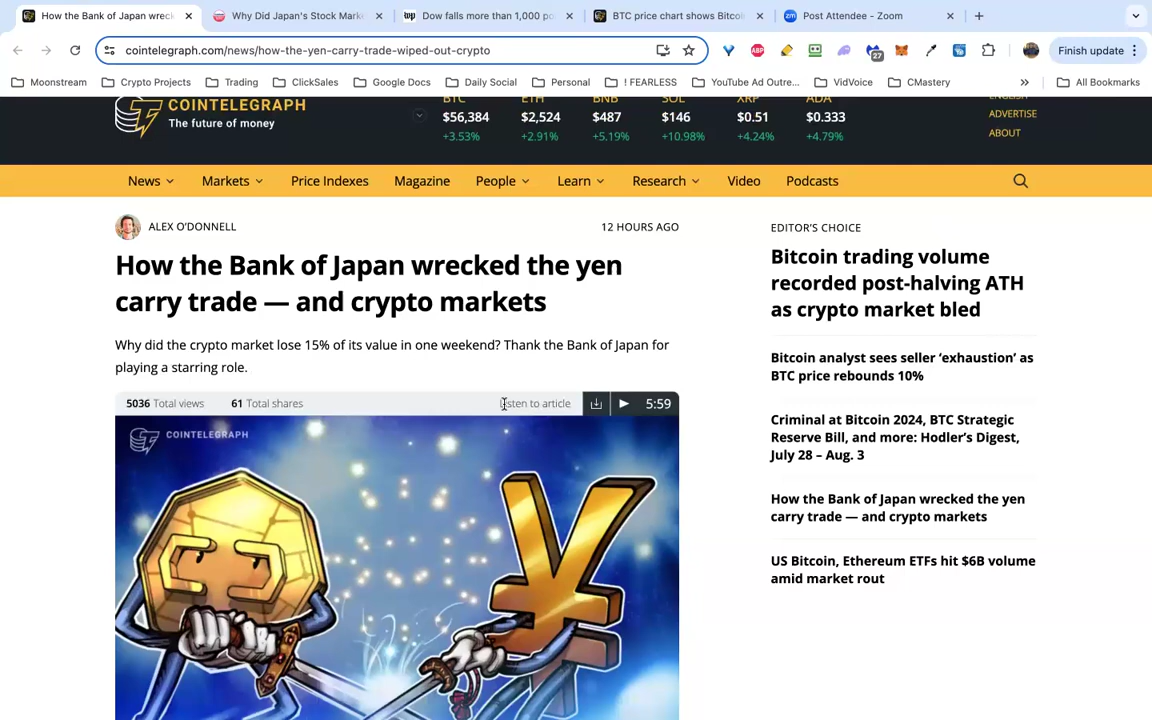 How the Bank of Japan wreck
Why Did Japan's Stock Mark
Dow falls more than 1,000 po
BTC price chart shows Bitcoi
Post Attendee - Zoom
cointelegraph.com/news/how-the-yen-carry-trade-wiped-out-crypto
ABP
27
Finish update
Moonstream
Crypto Projects
Trading
ClickSales
Google Docs
Daily Social
Personal
! FEARLESS
YouTube Ad Outre...
VidVoice
CMastery
All Bookmarks
COINTELEGRAPH
The future of money
BTC ETH BNB SOL XRP ADA
$56,384 $2,524 $487 $146 $0.51 $0.333
+3.53% +2.91% +5.19% +10.98% +4.24% +4.79%
ENGLISH
ADVERTISE
ABOUT
News Markets Price Indexes Magazine People Learn Research Video Podcasts
ALEX O'DONNELL
12 HOURS AGO
How the Bank of Japan wrecked the yen
carry trade — and crypto markets
Why did the crypto market lose 15% of its value in one weekend? Thank the Bank of Japan for
playing a starring role.
5036 Total views 61 Total shares
Listen to article
5:59
COINTELEGRAPH
EDITOR'S CHOICE
Bitcoin trading volume
recorded post-halving ATH
as crypto market bled
Bitcoin analyst sees seller ‘exhaustion’ as
BTC price rebounds 10%
Criminal at Bitcoin 2024, BTC Strategic
Reserve Bill, and more: Hodler's Digest,
July 28 – Aug. 3
How the Bank of Japan wrecked the yen
carry trade — and crypto markets
US Bitcoin, Ethereum ETFs hit $6B volume
amid market rout